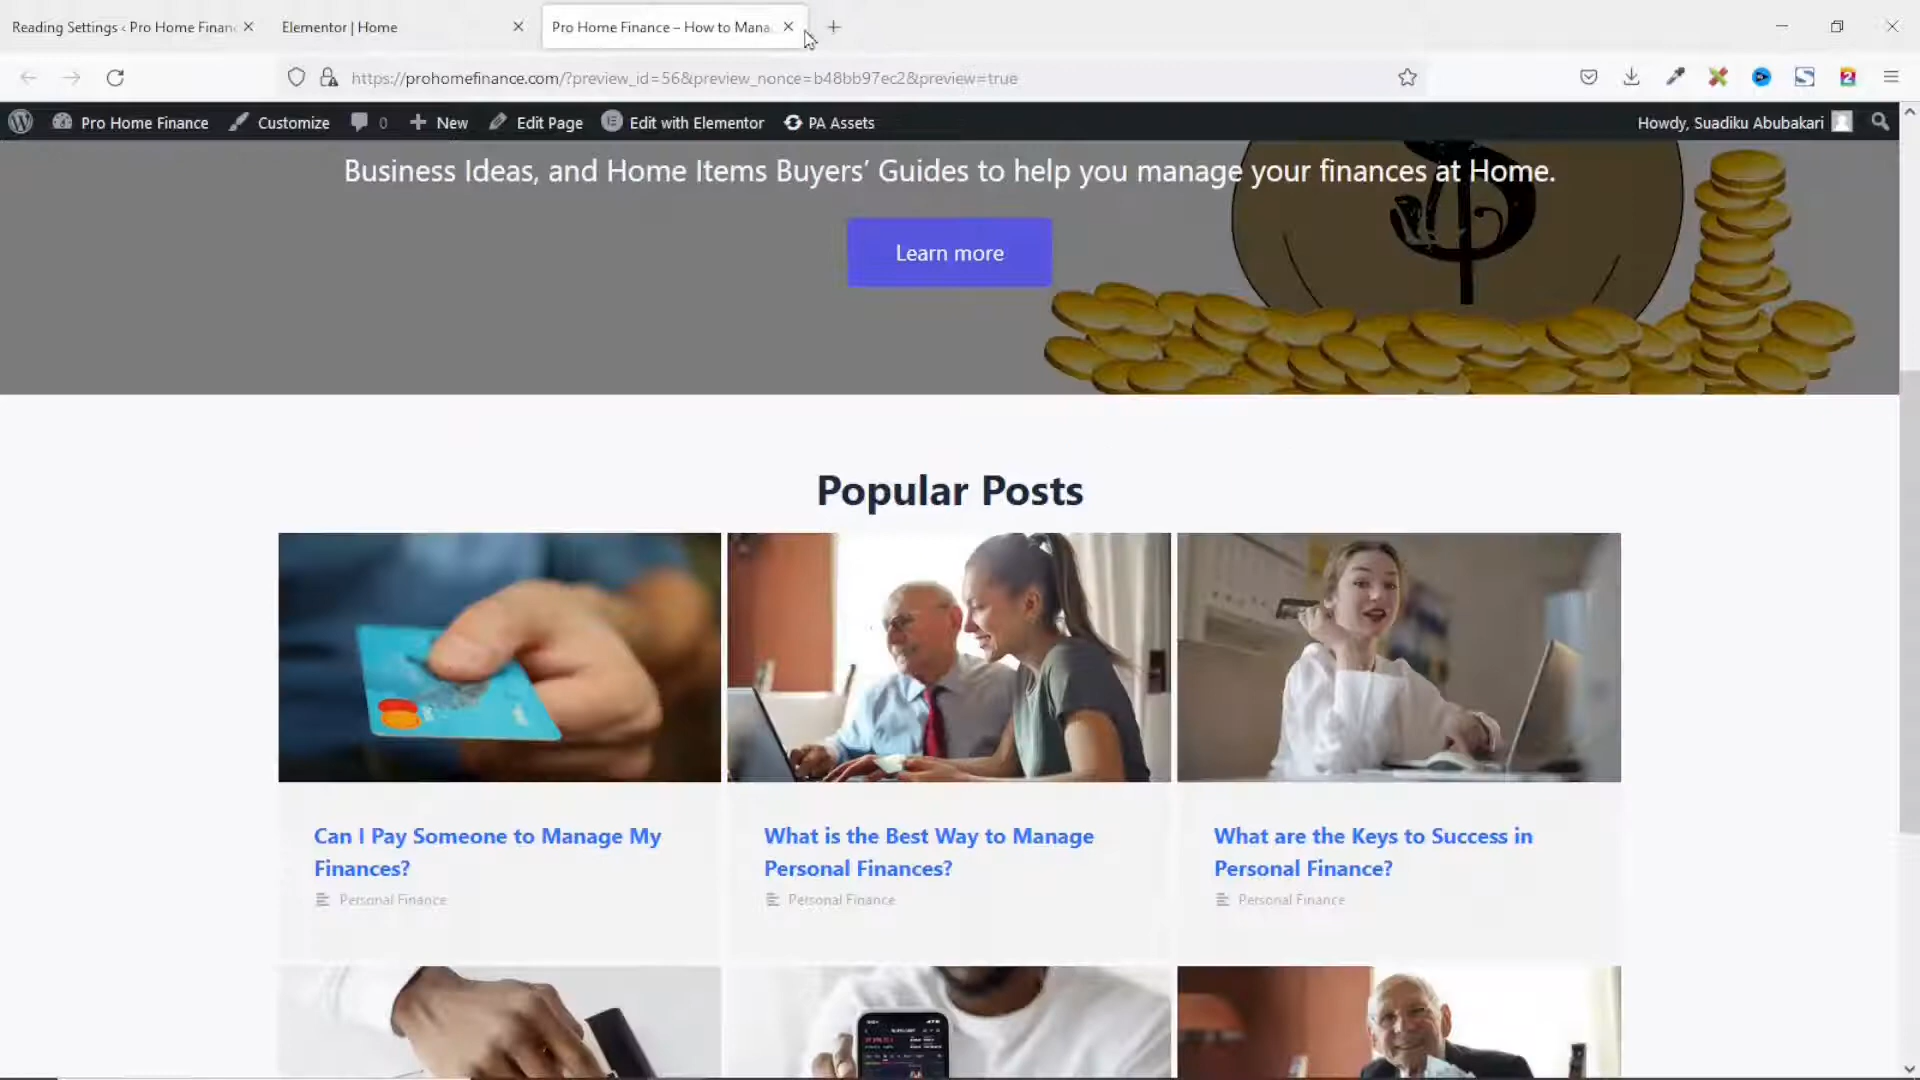 Reading Settings ‹ Pro Home Finan
Elementor | Home
Pro Home Finance – How to Mana
https://prohomefinance.com/?preview_id=56&preview_nonce=b48bb97ec2&preview=true
Pro Home Finance
Customize
0
New
Edit Page
Edit with Elementor
PA Assets
Howdy, Suadiku Abubakari
Business Ideas, and Home Items Buyers’ Guides to help you manage your finances at Home.
Learn more
Popular Posts
Can I Pay Someone to Manage My
Finances?
Personal Finance
What is the Best Way to Manage
Personal Finances?
Personal Finance
What are the Keys to Success in
Personal Finance?
Personal Finance